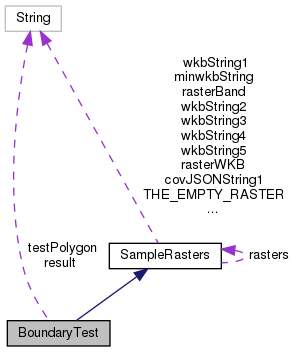 String
wkbString1
minwkbString
rasterBand
wkbString2
wkbString3
wkbString4
wkbString5
rasterWKB
covJSONString1
THE_EMPTY_RASTER
...
testPolygon
result
SampleRasters
rasters
BoundaryTest